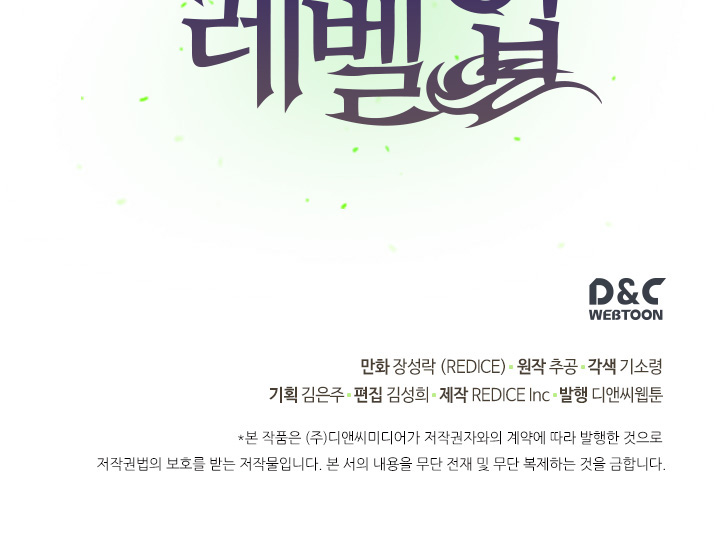 레벨업
D&C
WEBTOON
만화 장성락 (REDICE) • 원작 추공 • 각색 기소령
기획 김은주 • 편집 김성희 • 제작 REDICE Inc • 발행 디앤씨웹툰
*본 작품은 (주)디앤씨미디어가 저작권자와의 계약에 따라 발행한 것으로
저작권법의 보호를 받는 저작물입니다. 본 서의 내용을 무단 전재 및 무단 복제하는 것을 금합니다.